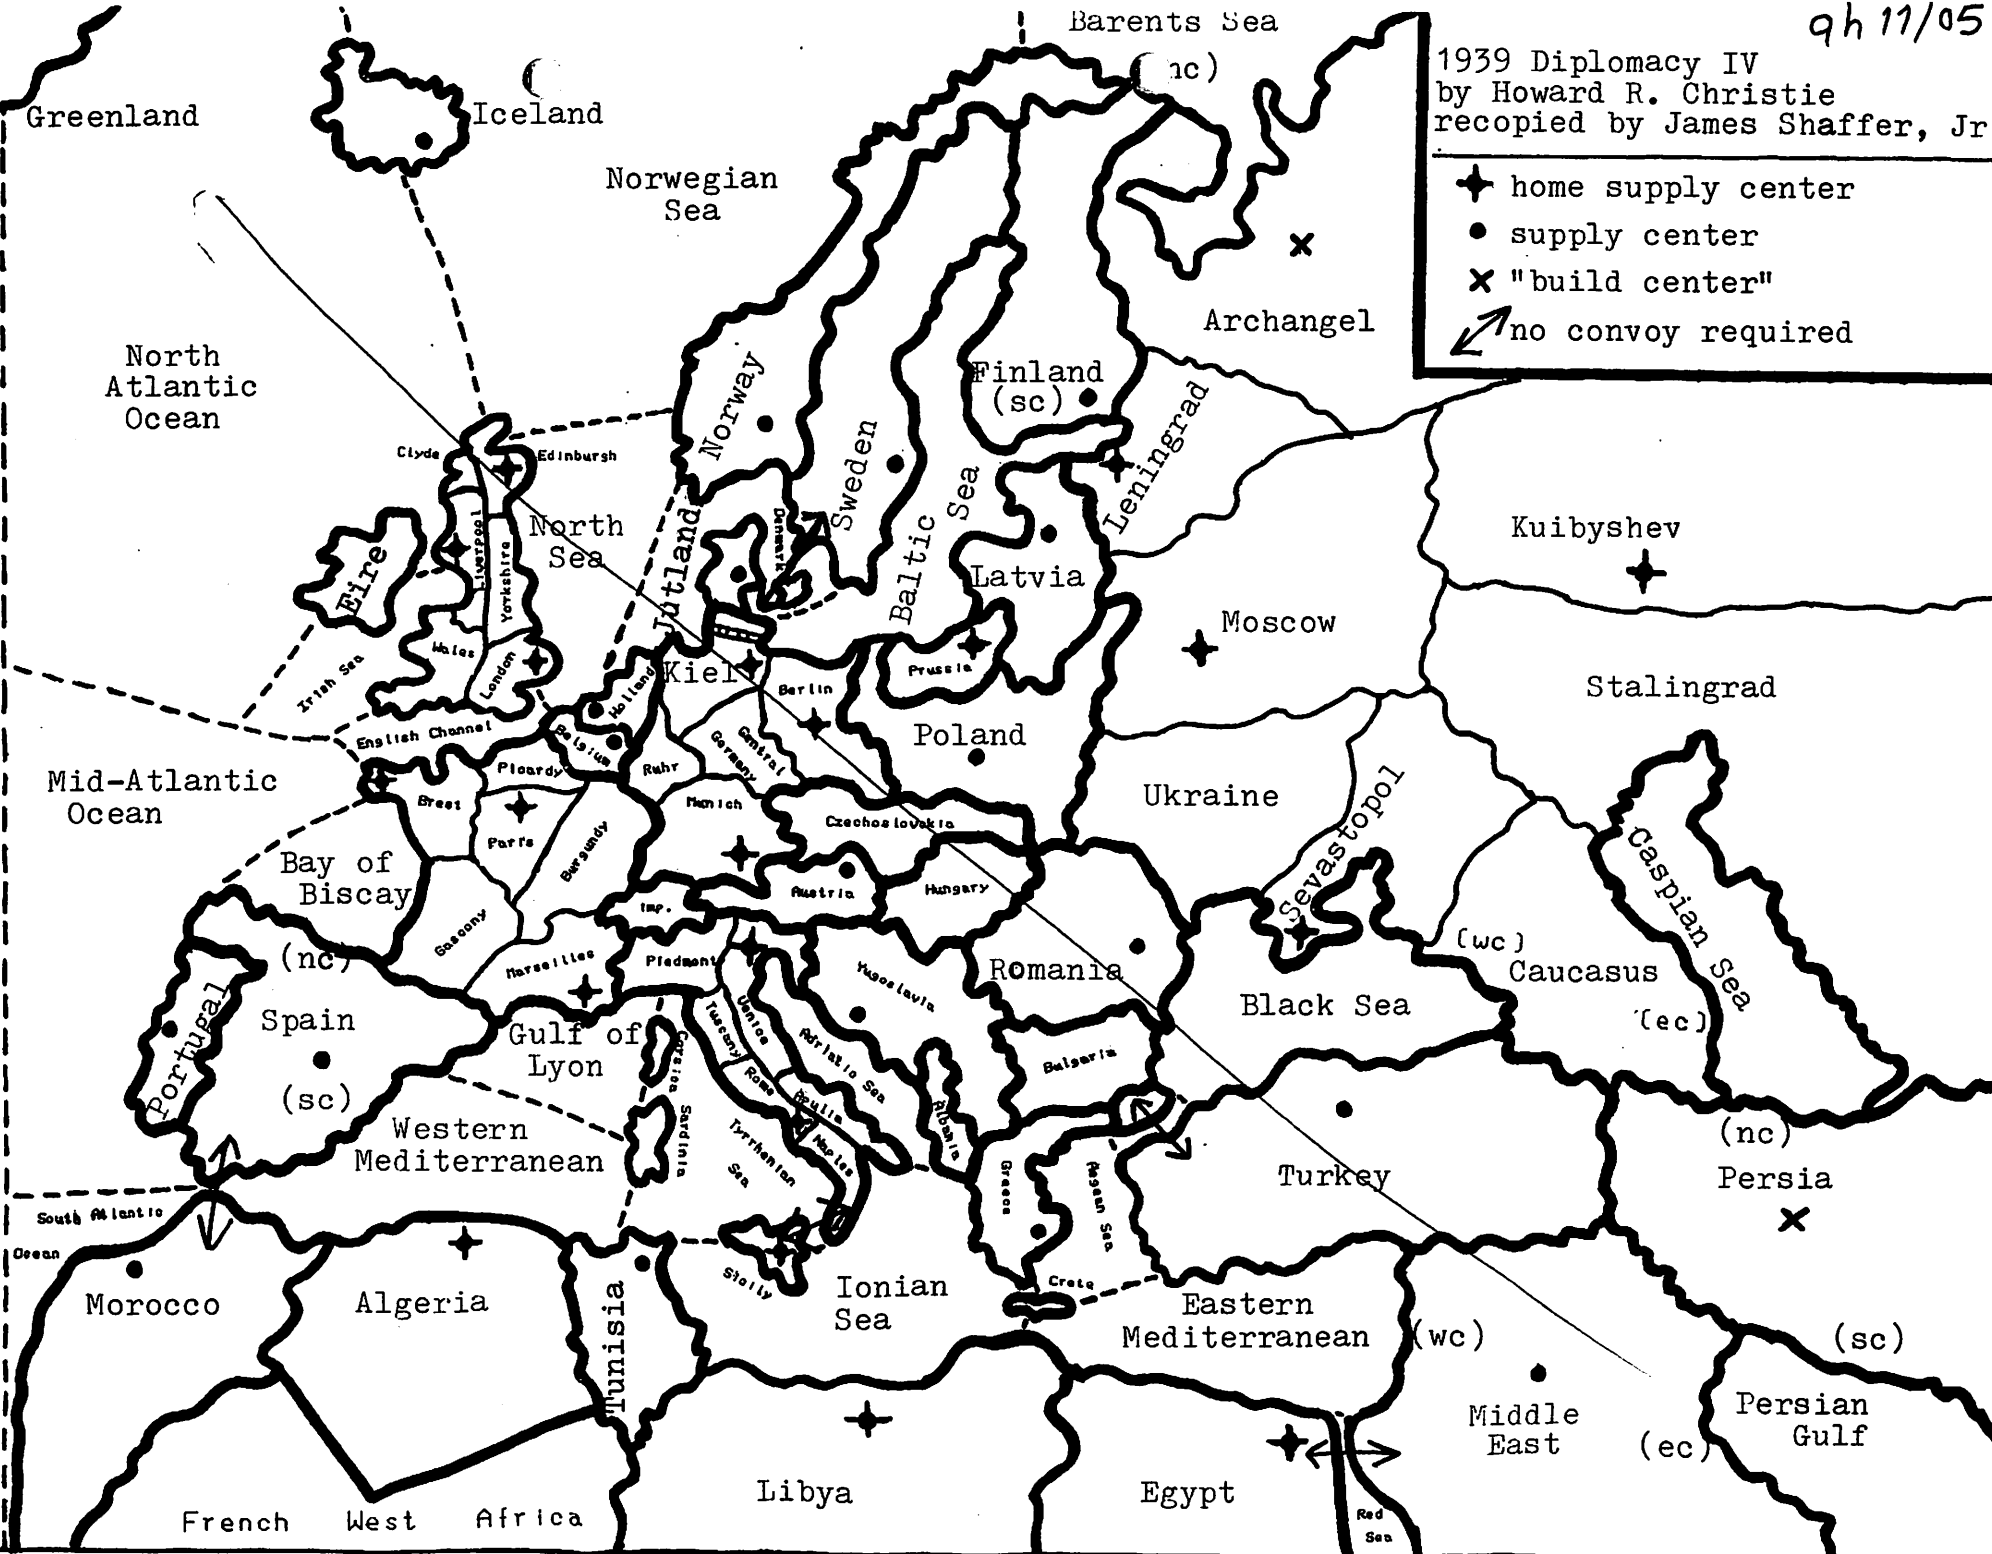 qh 11/05
Barents Sea
1939 Diplomacy IV
by Howard R. Christie
recopied by James Shaffer, Jr
home supply center
supply center
"build center"
no convoy required
Greenland
Iceland
Norwegian
Sea
Archangel
North
Atlantic
Ocean
Norway
Finland
(sc)
Leningrad
Sweden
Clyde
Edinburgh
North
Sea
Liverpool
Yorkshire
Eire
Jutland
Denmark
Baltic
Sea
Latvia
Kuibyshev
Moscow
Irish Sea
Wales
London
Holland
Kiel
Berlin
Prussia
Stalingrad
English Channel
Belgium
Poland
Mid-Atlantic
Ocean
Brest
Picardy
Ruhr
Central
Germany
Ukraine
Sevastopol
Paris
Burgundy
Munich
Czechoslovakia
Caspian Sea
Bay of
Biscay
Gascony
Imp.
Austria
Hungary
(nc)
Marseilles
Piedmont
Yugoslavia
Romania
(wc)
Caucasus
(ec)
Portugal
Spain
(sc)
Gulf of
Lyon
Corsica
Tuscany
Venice
Adriatic Sea
Bulgaria
Black Sea
Rome
Apulia
Naples
Albania
Western
Mediterranean
Sardinia
Tyrrhenian
Sea
Greece
Aegean Sea
Turkey
(nc)
Persia
South Atlantic
Ocean
Morocco
Algeria
Tunisia
Sicily
Ionian
Sea
Crete
Eastern
Mediterranean
(wc)
(sc)
Middle
East
(ec)
Persian
Gulf
French West Africa
Libya
Egypt
Red
Sea